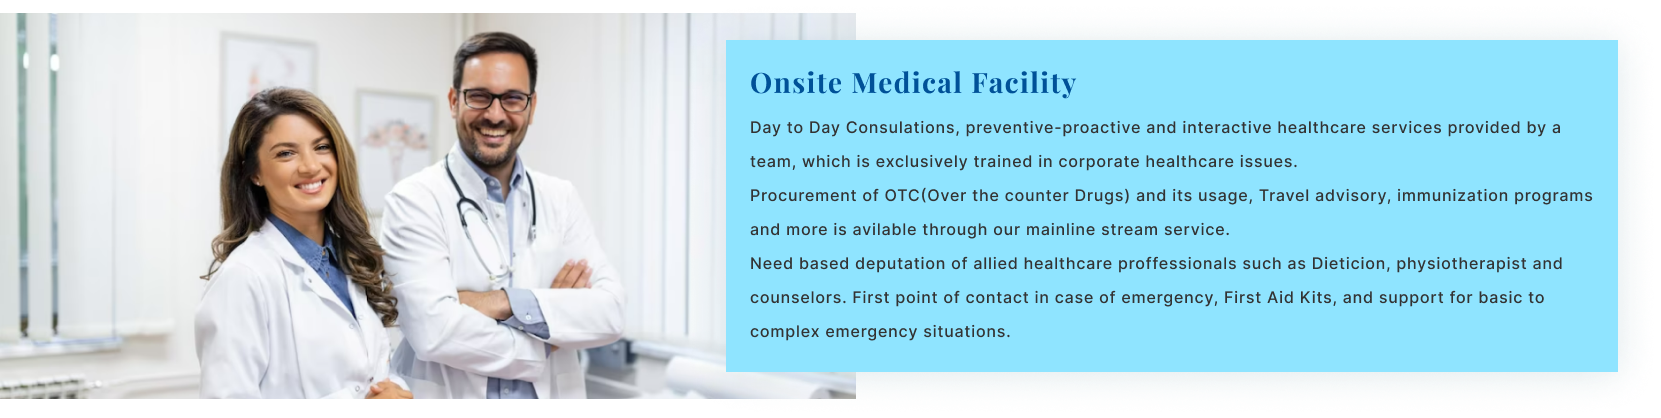 Onsite Medical Facility
Day to Day Consulations, preventive-proactive and interactive healthcare services provided by a
team, which is exclusively trained in corporate healthcare issues.
Procurement of OTC(Over the counter Drugs) and its usage, Travel advisory, immunization programs
and more is avilable through our mainline stream service.
Need based deputation of allied healthcare proffessionals such as Dieticion, physiotherapist and
counselors. First point of contact in case of emergency, First Aid Kits, and support for basic to
complex emergency situations.